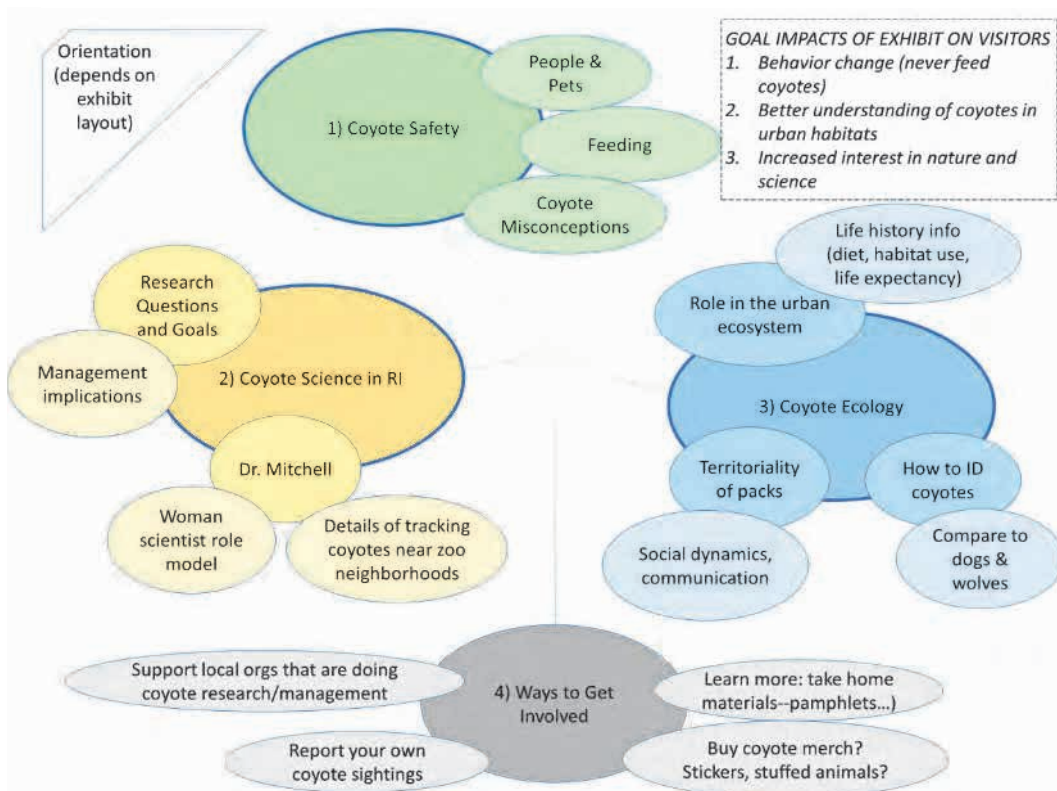 Orientation
(depends on
exhibit
layout)
GOAL IMPACTS OF EXHIBIT ON VISITORS
1. Behavior change (never feed
coyotes)
2. Better understanding of coyotes in
urban habitats
3. Increased interest in nature and
science
1) Coyote Safety
People &
Pets
Feeding
Coyote
Misconceptions
Research
Questions
and Goals
Management
implications
2) Coyote Science in RI
Dr. Mitchell
Woman
scientist role
model
Details of tracking
coyotes near zoo
neighborhoods
Life history info
(diet, habitat use,
life expectancy)
Role in the urban
ecosystem
3) Coyote Ecology
Territoriality
of packs
How to ID
coyotes
Social dynamics,
communication
Compare to
dogs &
wolves
Support local orgs that are doing
coyote research/management
4) Ways to Get
Involved
Learn more: take home
materials--pamphlets...)
Report your own
coyote sightings
Buy coyote merch?
Stickers, stuffed animals?